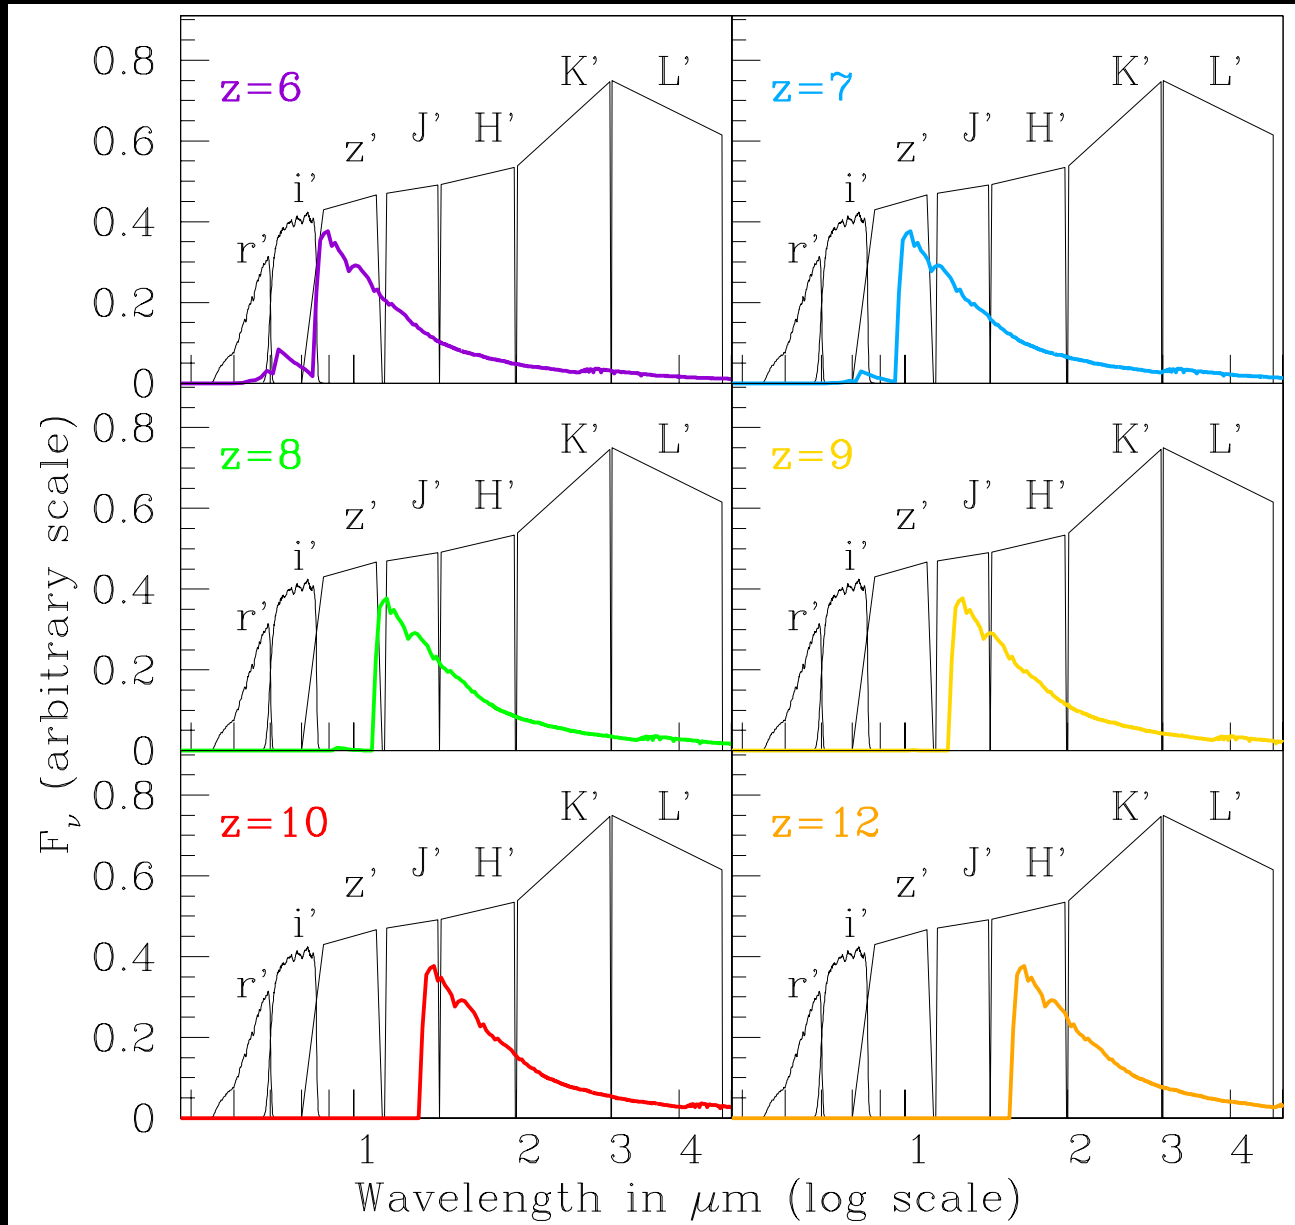 0.8 z=6 r' i' z' J' H' K' L'
z=7 r' i' z' J' H' K' L'
0.6
0.4
0.2
0
0.8 z=8 r' i' z' J' H' K' L'
z=9 r' i' z' J' H' K' L'
0.6
0.4
0.2
0
0.8 z=10 r' i' z' J' H' K' L'
z=12 r' i' z' J' H' K' L'
0.6
0.4
0.2
0
1 2 3 4
1 2 3 4
F_ν (arbitrary scale)
Wavelength in μm (log scale)